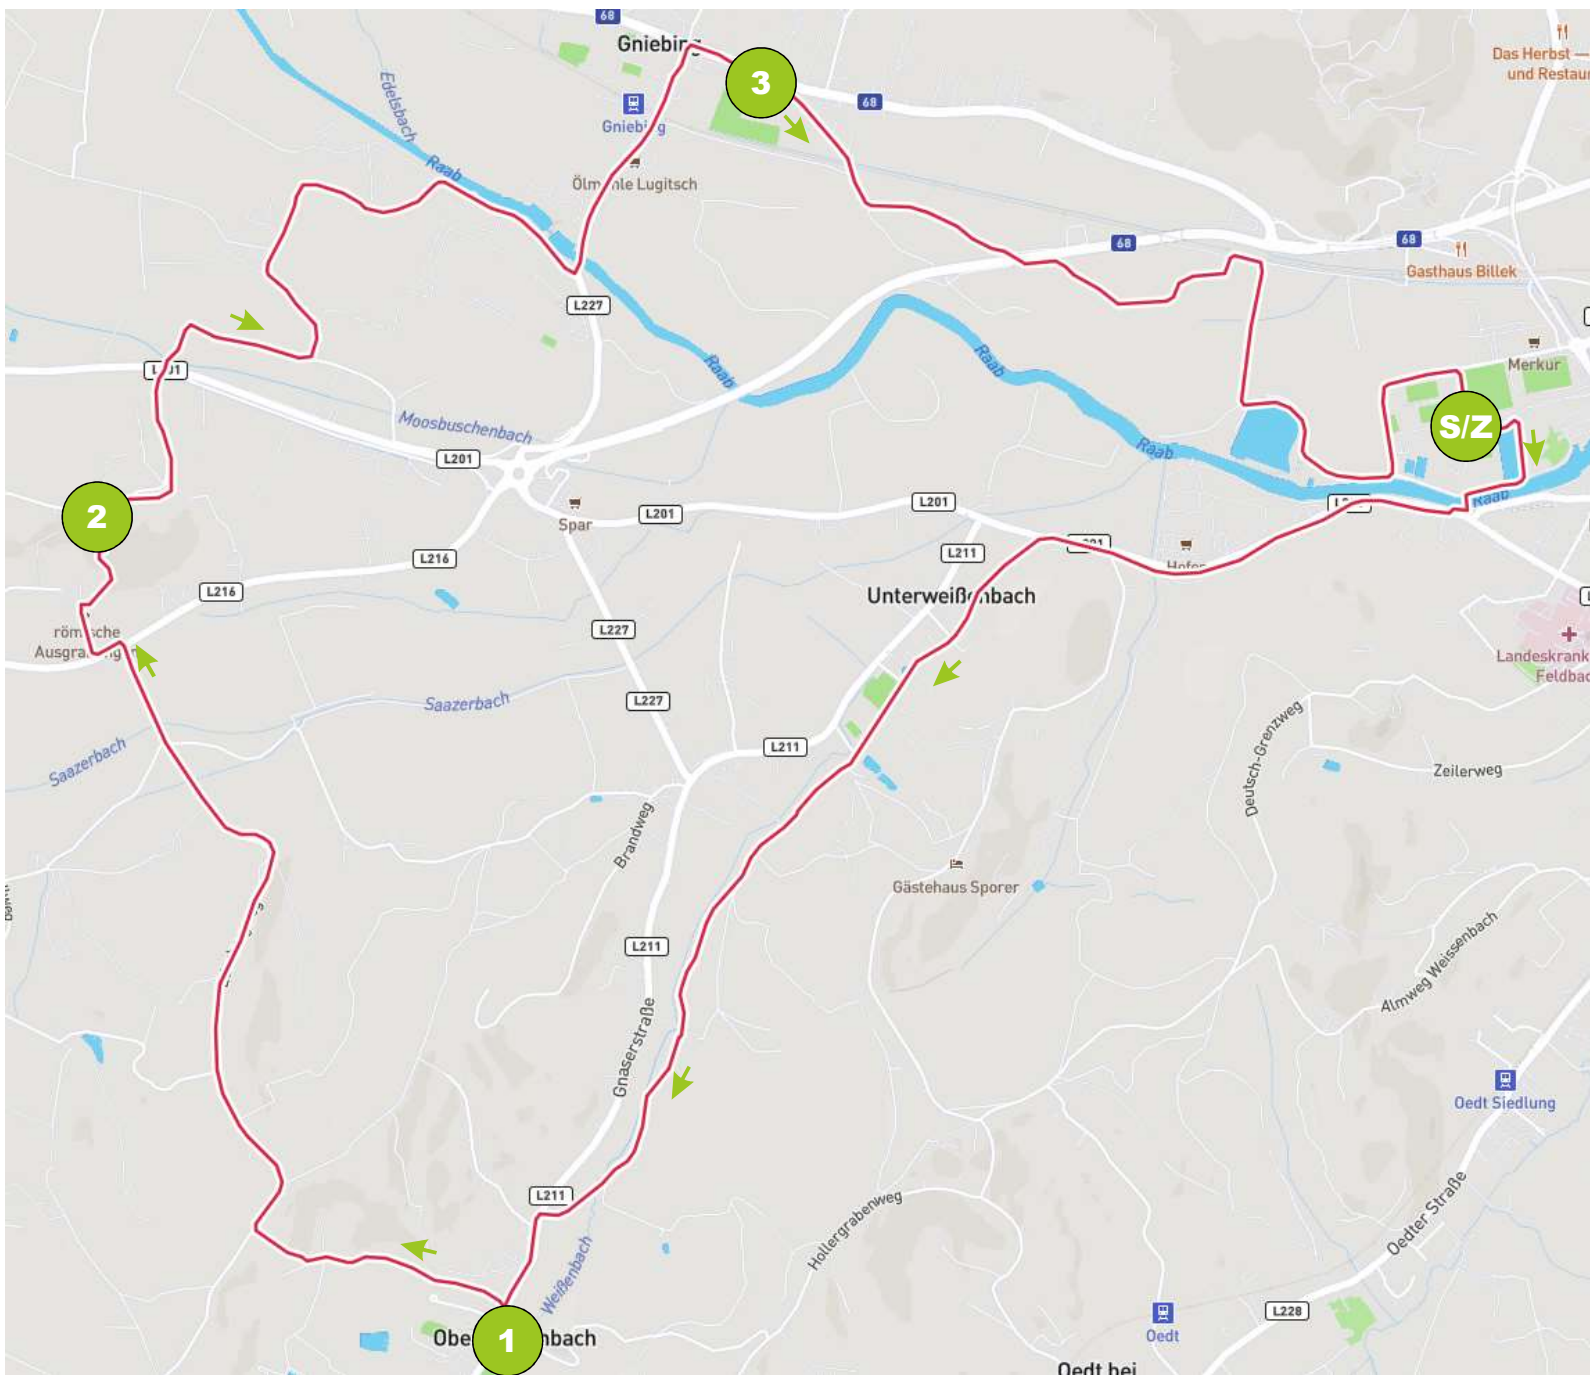 68
Gniebing
Das Herbst —
und Restau
3
68
Edelsbach
Gniebing
Raab
Ölmühle Lugitsch
68
68
Gasthaus Billek
L227
L201
Raab
Raab
Merkur
Moosbuschenbach
S/Z
L201
Raab
2
Spar
L201
L201
Raab
L216
L211
Hofer
L216
Unterweißenbach
L227
römische
Ausgrabungen
Landeskrank
Feldbac
Saazerbach
L227
Saazerbach
L211
Deutsch-Grenzweg
Zeilerweg
Brandweg
Gästehaus Sporer
L211
Almweg Weissenbach
Gnaserstraße
Oedt Siedlung
L211
Hollergrabenweg
Oedter Straße
Weißenbach
L228
1
Oedt
Oedt bei